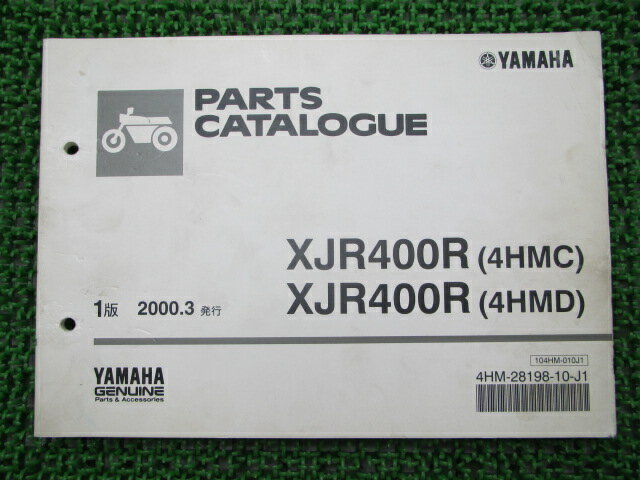 YAMAHA
PARTS
CATALOGUE
XJR400R (4HMC)
XJR400R (4HMD)
1版 2000.3 発行
104HM-010J1
4HM-28198-10-J1
YAMAHA
GENUINE
Parts & Accessories